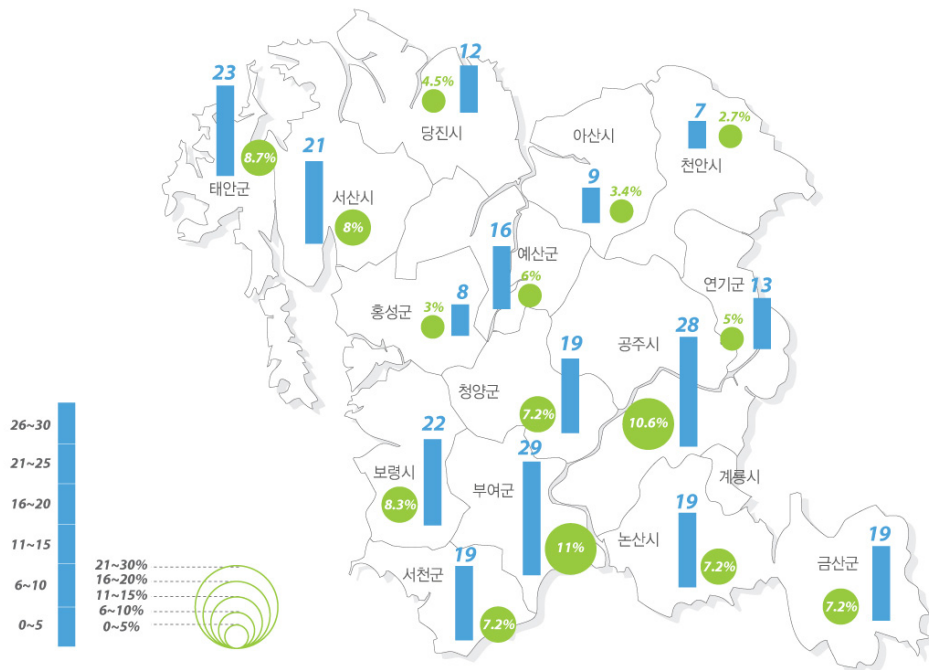 12
4.5%
당진시
23
8.7%
태안군
21
서산시
8%
아산시
9
3.4%
7
2.7%
천안시
16
예산군
6%
홍성군
3%
8
연기군
13
5%
공주시
28
10.6%
청양군
19
7.2%
22
보령시
8.3%
29
부여군
11%
계룡시
19
논산시
7.2%
19
서천군
7.2%
19
금산군
7.2%
26~30
21~25
16~20
11~15
6~10
0~5
21~30%
16~20%
11~15%
6~10%
0~5%